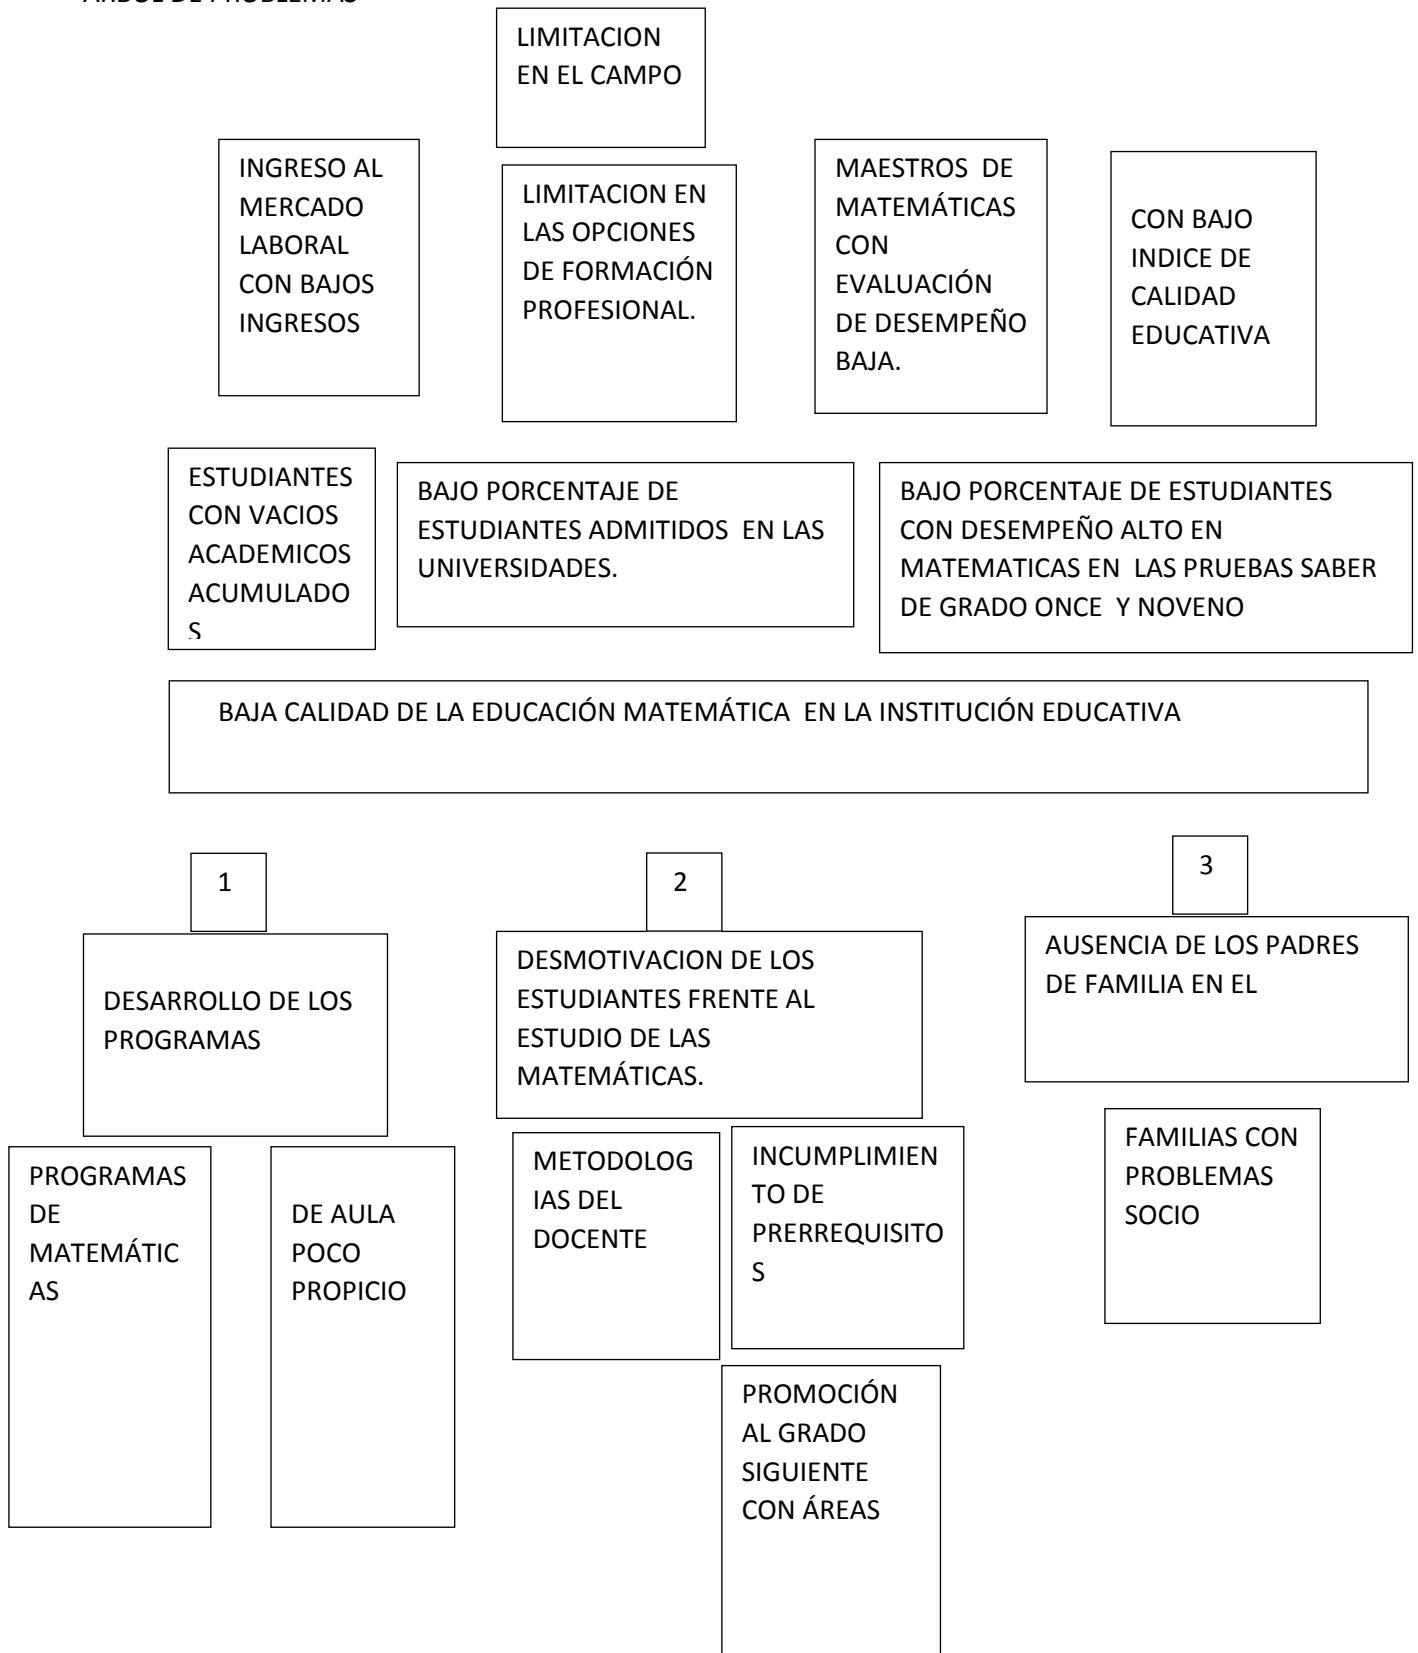 ÁRBOL DE PROBLEMAS
LIMITACION
EN EL CAMPO
INGRESO AL
MERCADO
LABORAL
CON BAJOS
INGRESOS
LIMITACION EN
LAS OPCIONES
DE FORMACIÓN
PROFESIONAL.
MAESTROS DE
MATEMÁTICAS
CON
EVALUACIÓN
DE DESEMPEÑO
BAJA.
CON BAJO
INDICE DE
CALIDAD
EDUCATIVA
ESTUDIANTES
CON VACIOS
ACADEMICOS
ACUMULADO
S
BAJO PORCENTAJE DE
ESTUDIANTES ADMITIDOS EN LAS
UNIVERSIDADES.
BAJO PORCENTAJE DE ESTUDIANTES
CON DESEMPEÑO ALTO EN
MATEMATICAS EN LAS PRUEBAS SABER
DE GRADO ONCE Y NOVENO
BAJA CALIDAD DE LA EDUCACIÓN MATEMÁTICA EN LA INSTITUCIÓN EDUCATIVA
1
2
3
DESARROLLO DE LOS
PROGRAMAS
DESMOTIVACION DE LOS
ESTUDIANTES FRENTE AL
ESTUDIO DE LAS
MATEMÁTICAS.
AUSENCIA DE LOS PADRES
DE FAMILIA EN EL
PROGRAMAS
DE
MATEMÁTIC
AS
DE AULA
POCO
PROPICIO
METODOLOG
IAS DEL
DOCENTE
INCUMPLIMIEN
TO DE
PRERREQUISITO
S
FAMILIAS CON
PROBLEMAS
SOCIO
PROMOCIÓN
AL GRADO
SIGUIENTE
CON ÁREAS